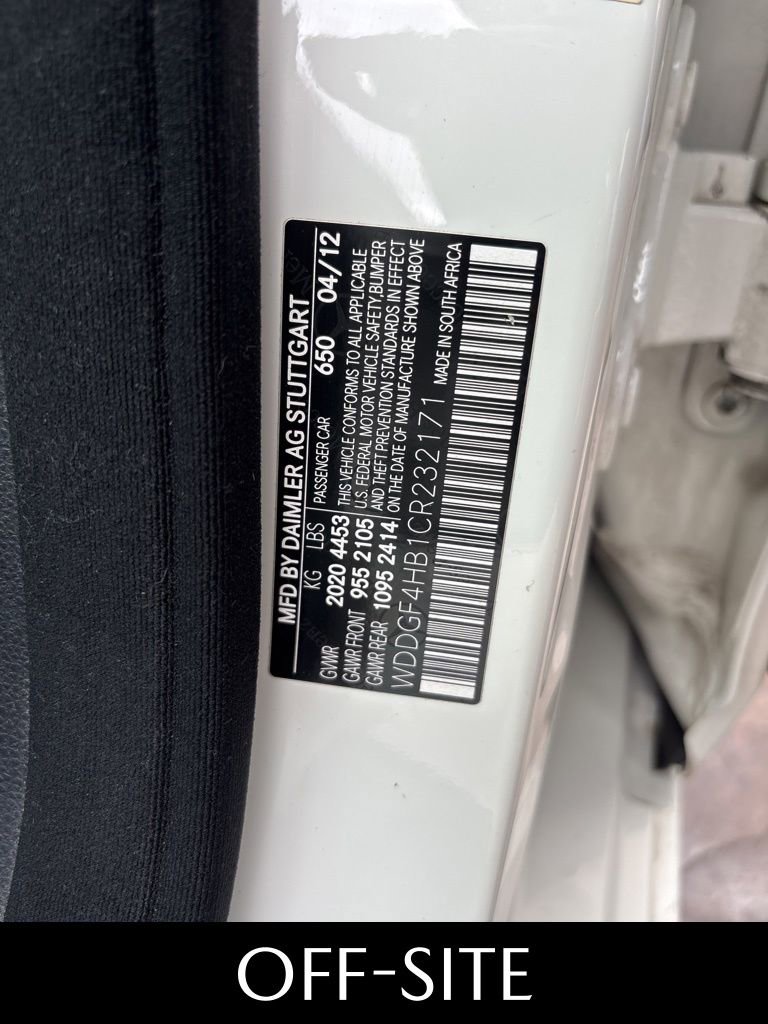 MFD BY DAIMLER AG STUTTGART
KG LBS PASSENGER CAR 650 04/12
GVWR 2020 4453 THIS VEHICLE CONFORMS TO ALL APPLICABLE
GAWR FRONT 955 2105 U.S. FEDERAL MOTOR VEHICLE SAFETY,BUMPER
GAWR REAR 1095 2414 AND THEFT PREVENTION STANDARDS IN EFFECT
ON THE DATE OF MANUFACTURE SHOWN ABOVE
WDDGF4HB1CR232171 MADE IN SOUTH AFRICA
OFF-SITE